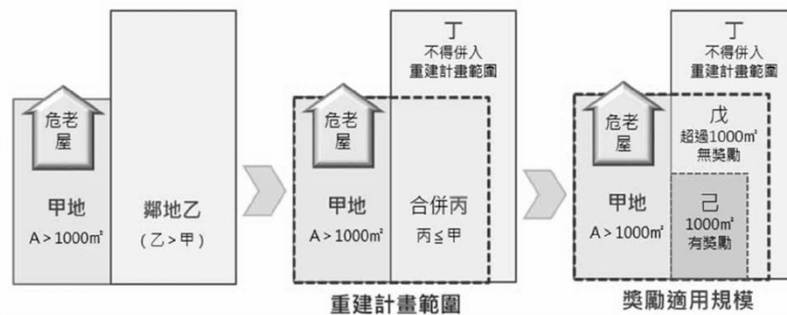 危老
屋
甲地
A > 1000㎡
鄰地乙
( 乙 > 甲 )
丁
不得併入
重建計畫範圍
危老
屋
甲地
A > 1000㎡
合併丙
丙 ≦ 甲
重建計畫範圍
丁
不得併入
重建計畫範圍
危老
屋
戊
超過1000㎡
無獎勵
甲地
A > 1000㎡
己
1000㎡
有獎勵
獎勵適用規模